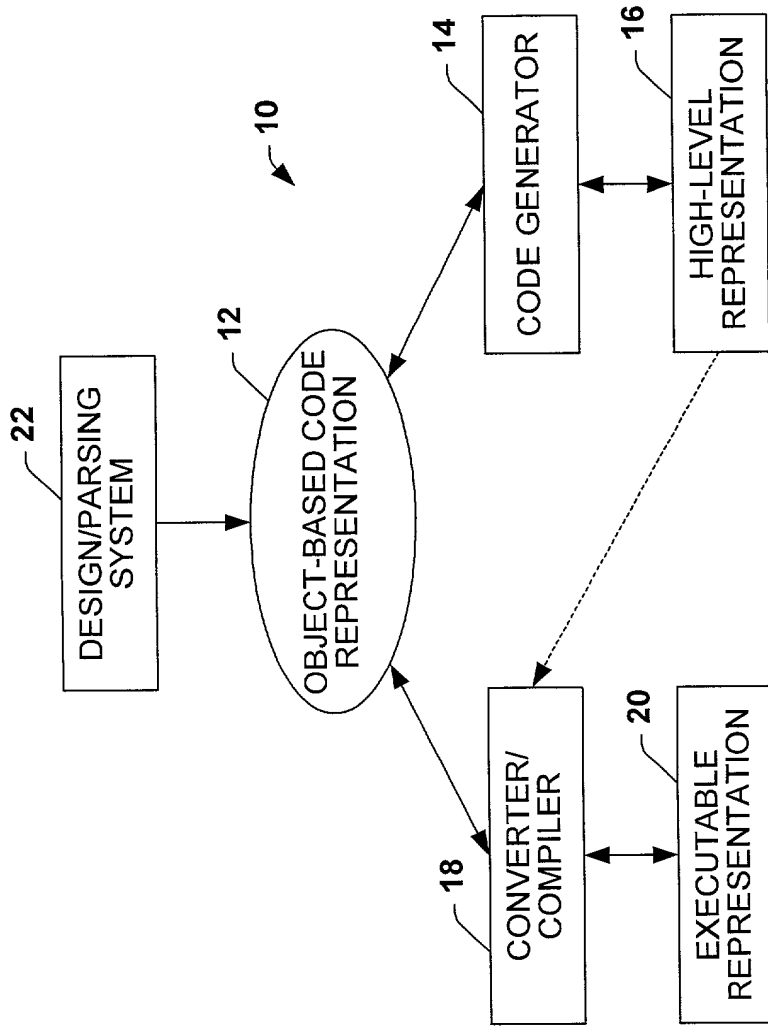 22
DESIGN/PARSING
SYSTEM
10
12
OBJECT-BASED CODE
REPRESENTATION
18
CONVERTER/
COMPILER
14
CODE GENERATOR
20
EXECUTABLE
REPRESENTATION
16
HIGH-LEVEL
REPRESENTATION